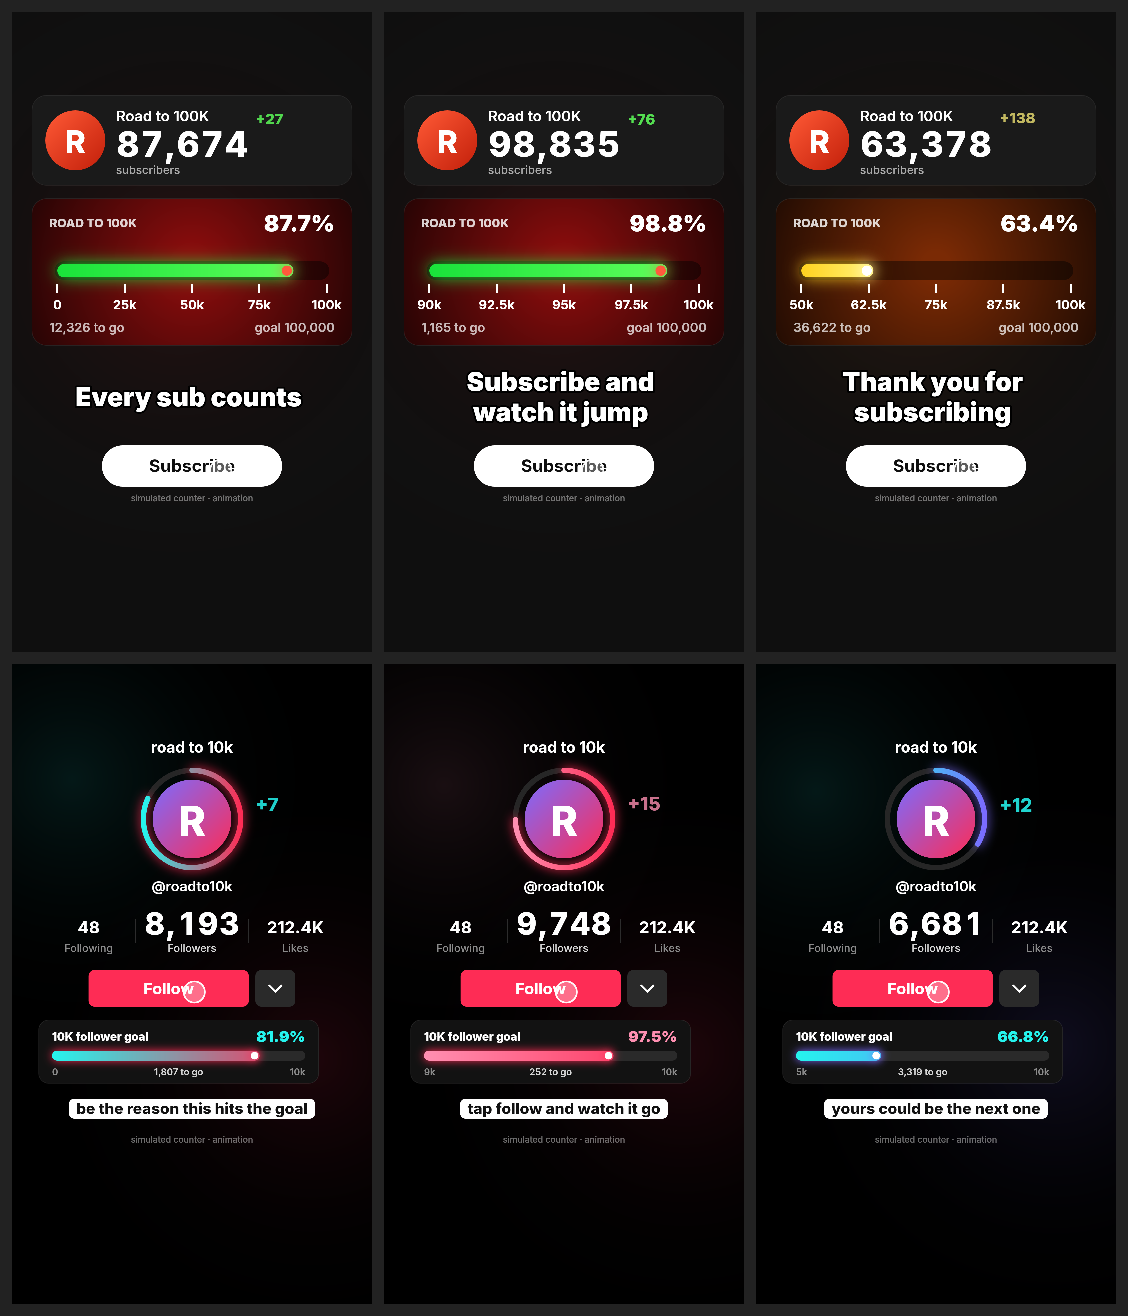 Road to 100K
+27
R
87,674
subscribers
ROAD TO 100K
87.7%
0
25k
50k
75k
100k
12,326 to go
goal 100,000
Every sub counts
Subscribe
simulated counter - animation
Road to 100K
+76
R
98,835
subscribers
ROAD TO 100K
98.8%
90k
92.5k
95k
97.5k
100k
1,165 to go
goal 100,000
Subscribe and
watch it jump
Subscribe
simulated counter - animation
Road to 100K
+138
R
63,378
subscribers
ROAD TO 100K
63.4%
50k
62.5k
75k
87.5k
100k
36,622 to go
goal 100,000
Thank you for
subscribing
Subscribe
simulated counter - animation
road to 10k
+7
R
@roadto10k
48
8,193
212.4K
Following
Followers
Likes
Follow
10K follower goal
81.9%
0
1,807 to go
10k
be the reason this hits the goal
simulated counter - animation
road to 10k
+15
R
@roadto10k
48
9,748
212.4K
Following
Followers
Likes
Follow
10K follower goal
97.5%
9k
252 to go
10k
tap follow and watch it go
simulated counter - animation
road to 10k
+12
R
@roadto10k
48
6,681
212.4K
Following
Followers
Likes
Follow
10K follower goal
66.8%
5k
3,319 to go
10k
yours could be the next one
simulated counter - animation